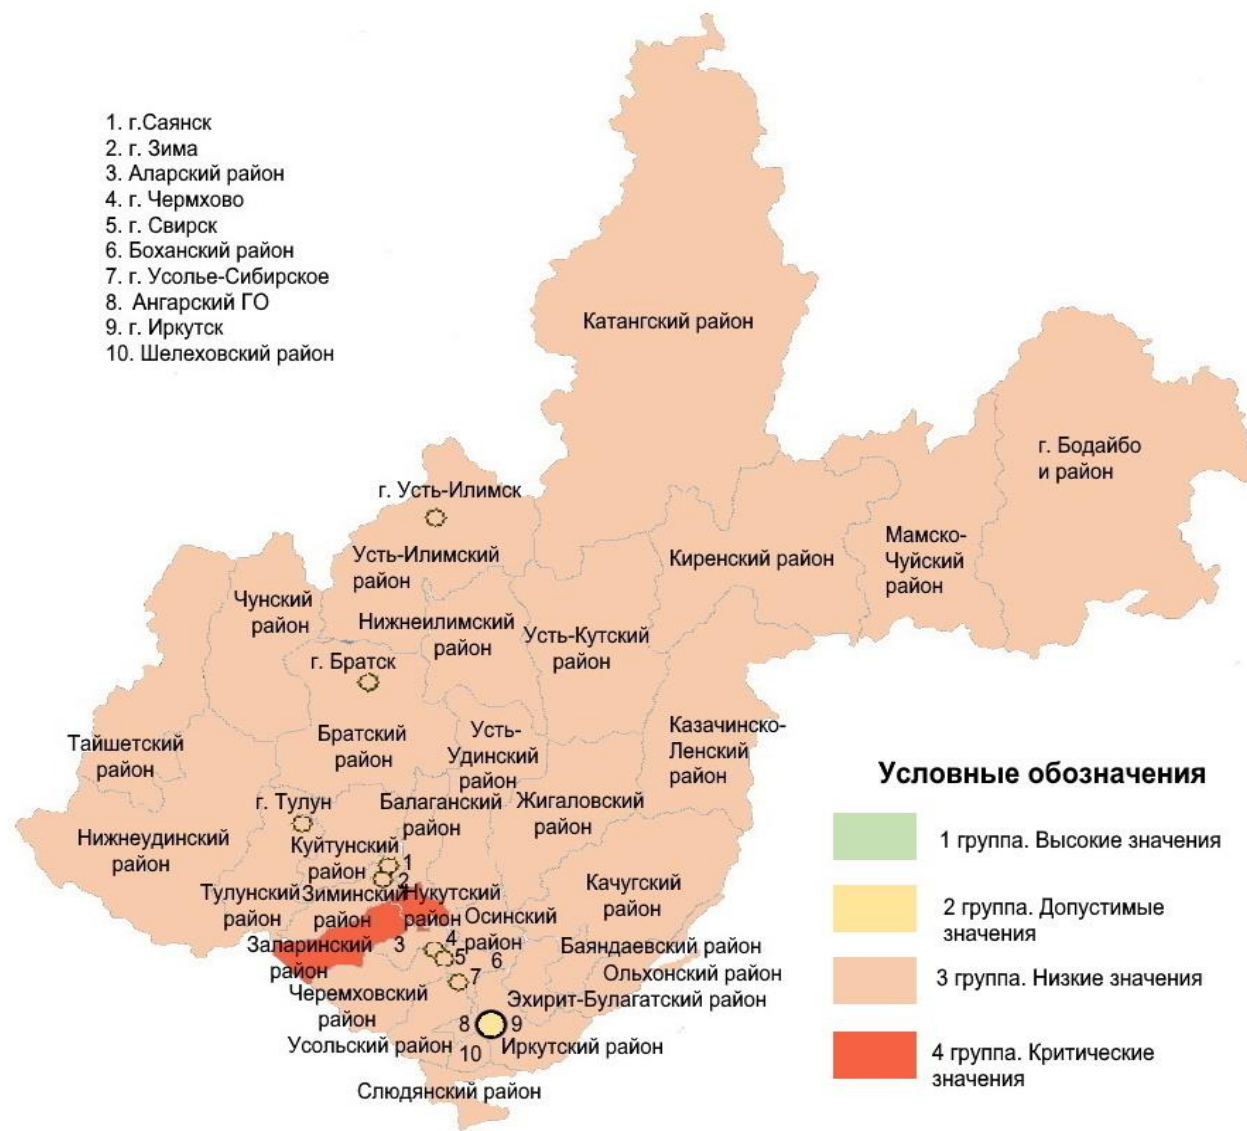 1. г.Саянск
2. г. Зима
3. Аларский район
4. г. Чермхово
5. г. Свирск
6. Боханский район
7. г. Усолье-Сибирское
8. Ангарский ГО
9. г. Иркутск
10. Шелеховский район
Катангский район
г. Бодайбо
и район
г. Усть-Илимск
Мамско-
Чуйский
район
Киренский район
Усть-Илимский
район
Чунский
район
Нижнеилимский
район
Усть-Кутский
район
г. Братск
Казачинско-
Ленский
район
Усть-
Удинский
район
Братский
район
Тайшетский
район
г. Тулун
Балаганский
район
Жигаловский
район
Нижнеудинский
район
Куйтунский
район
1
2
Качугский
район
Тулунский
район
Зиминский
район
Нукутский
район
Осинский
район
Заларинский
район
3
4
5
6
7
Баяндаевский район
Ольхонский район
Черемховский
район
Эхирит-Булагатский район
8
9
10
Усольский район
Иркутский район
Слюдянский район
Условные обозначения
1 группа. Высокие значения
2 группа. Допустимые
значения
3 группа. Низкие значения
4 группа. Критические
значения